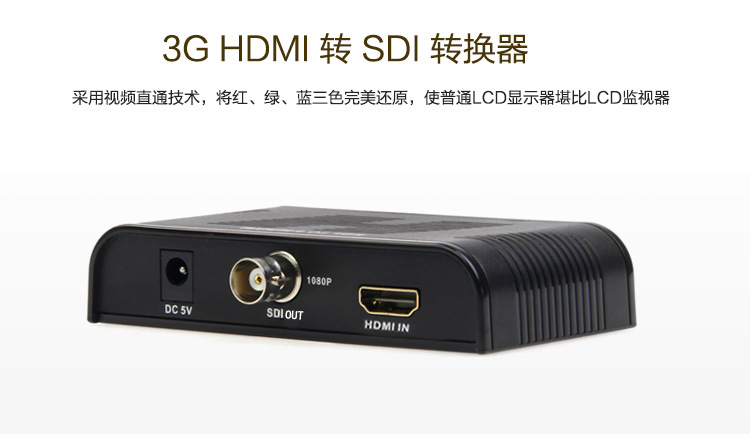 3G HDMI 转 SDI 转换器
采用视频直通技术，将红、绿、蓝三色完美还原，使普通LCD显示器堪比LCD监视器
1080P
DC 5V
SDI OUT
HDMI IN